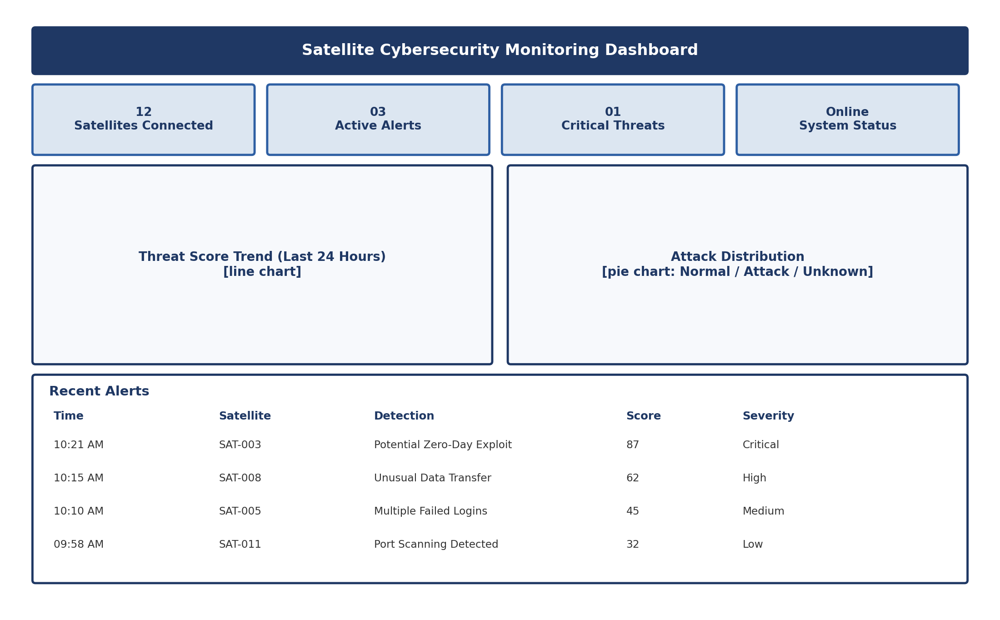 Satellite Cybersecurity Monitoring Dashboard
12
Satellites Connected
03
Active Alerts
01
Critical Threats
Online
System Status
Threat Score Trend (Last 24 Hours)
[line chart]
Attack Distribution
[pie chart: Normal / Attack / Unknown]
Recent Alerts
Time Satellite Detection Score Severity
10:21 AM SAT-003 Potential Zero-Day Exploit 87 Critical
10:15 AM SAT-008 Unusual Data Transfer 62 High
10:10 AM SAT-005 Multiple Failed Logins 45 Medium
09:58 AM SAT-011 Port Scanning Detected 32 Low